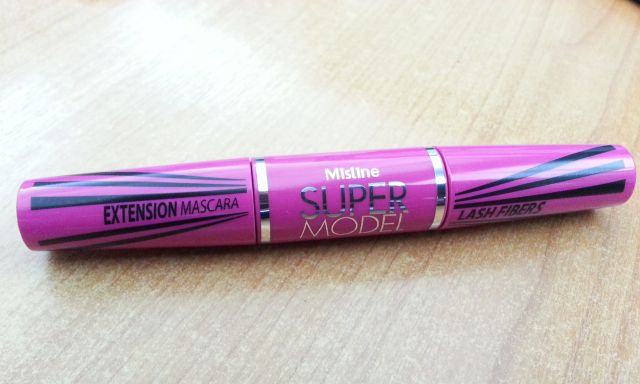 EXTENSION MASCARA
Mistine
SUPER
MODEL
LASH FIBERS